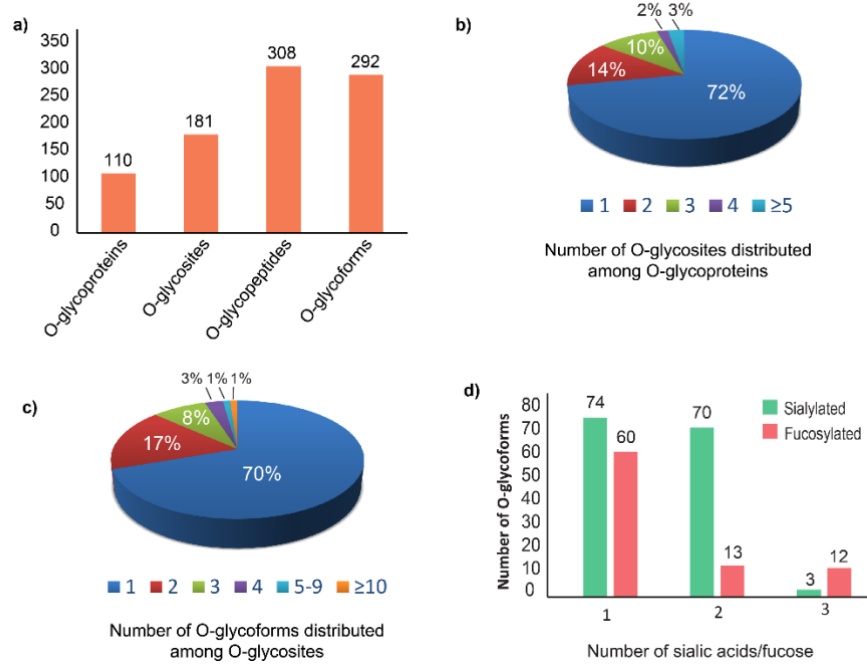 a)
350
300
250
200
150
100
50
0
110
181
308
292
O-glycoproteins
O-glycosites
O-glycopeptides
O-glycoforms
b)
2% 3%
10%
14%
72%
1 2 3 4 ≥5
Number of O-glycosites distributed
among O-glycoproteins
c)
3% 1% 1%
8%
17%
70%
1 2 3 4 5-9 ≥10
Number of O-glycoforms distributed
among O-glycosites
d)
Number of O-glycoforms
80
70
60
50
40
30
20
10
0
74
60
70
13
3
12
Sialylated
Fucosylated
1 2 3
Number of sialic acids/fucose